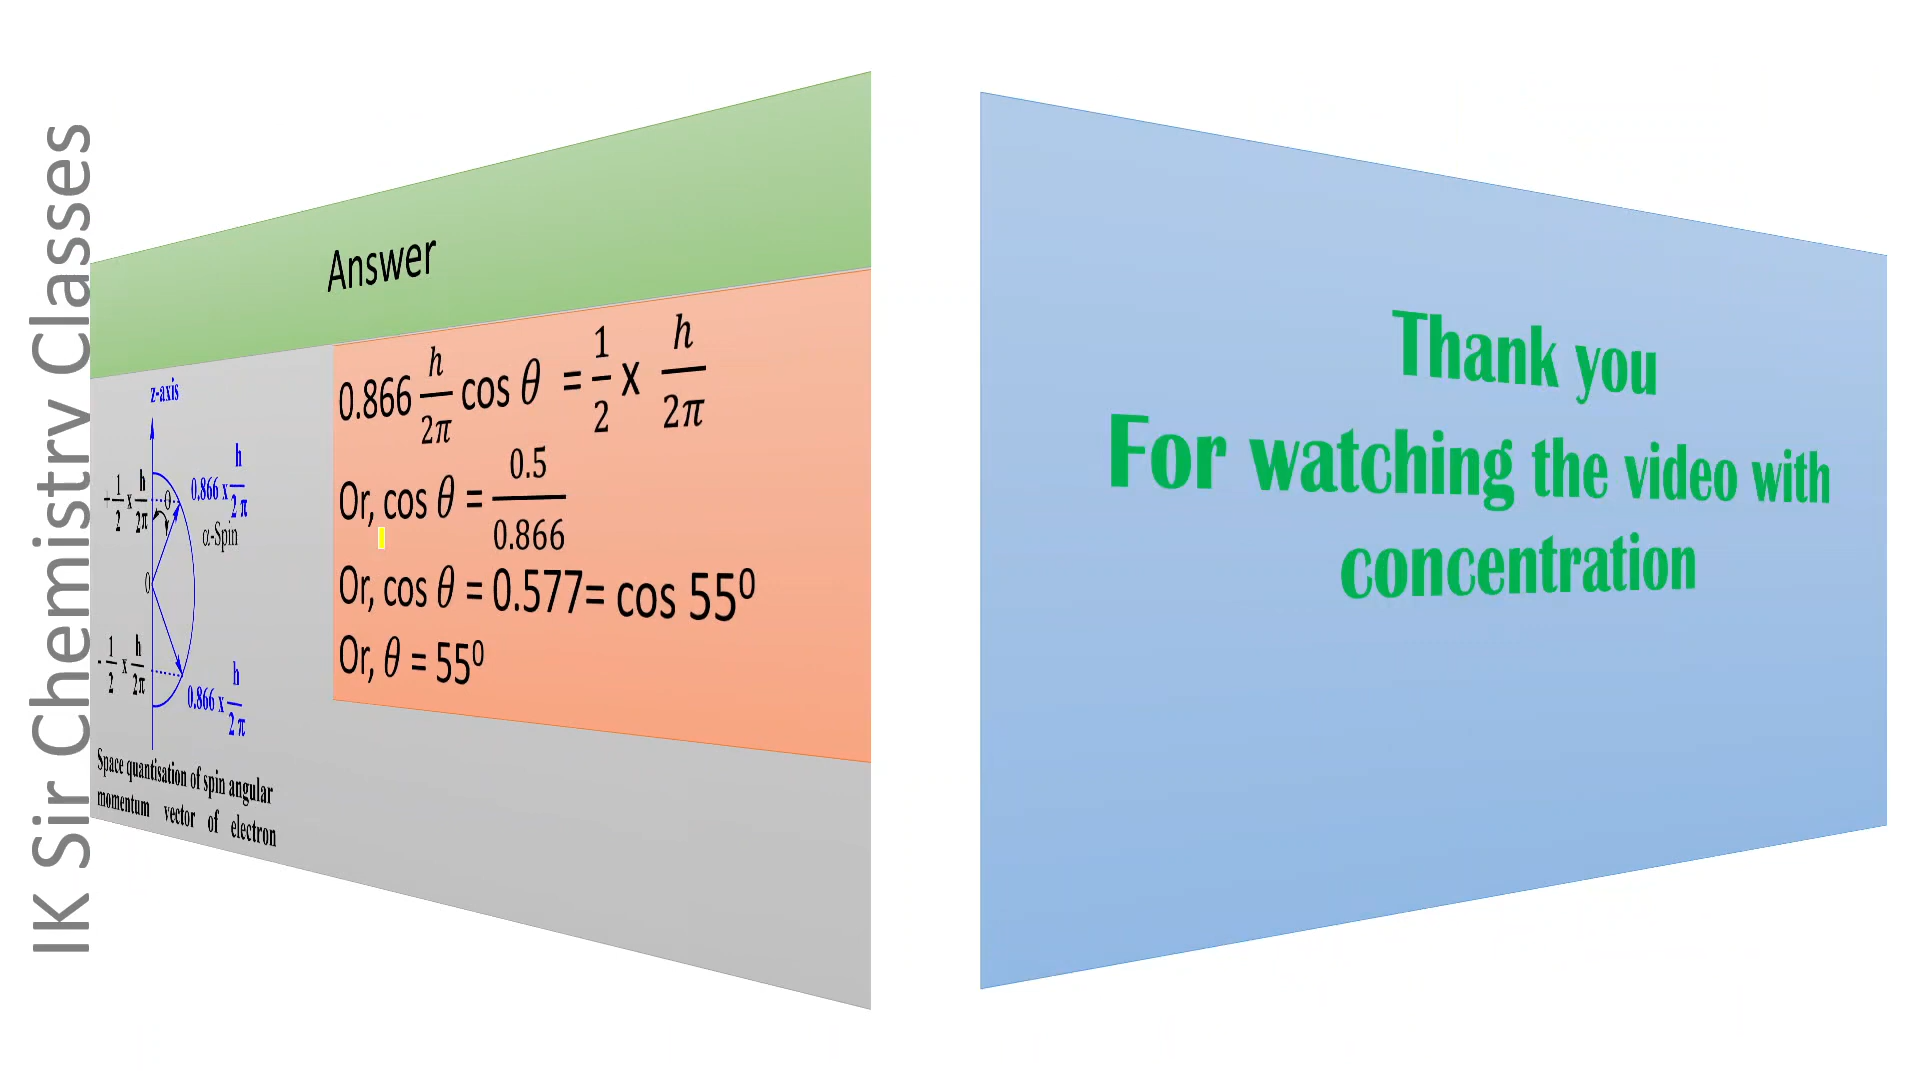 IK Sir Chemistry Classes
Answer
z-axis
0.866 x h/2 π
+1/2 x h/2π
θ
α-Spin
0
-1/2 x h/2π
0.866 x h/2 π
Space quantisation of spin angular
momentum vector of electron
0.866 h/2π cos θ = 1/2 x h/2π
Or, cos θ = 0.5/0.866
Or, cos θ = 0.577= cos 55⁰
Or, θ = 55⁰
Thank you
For watching the video with
concentration